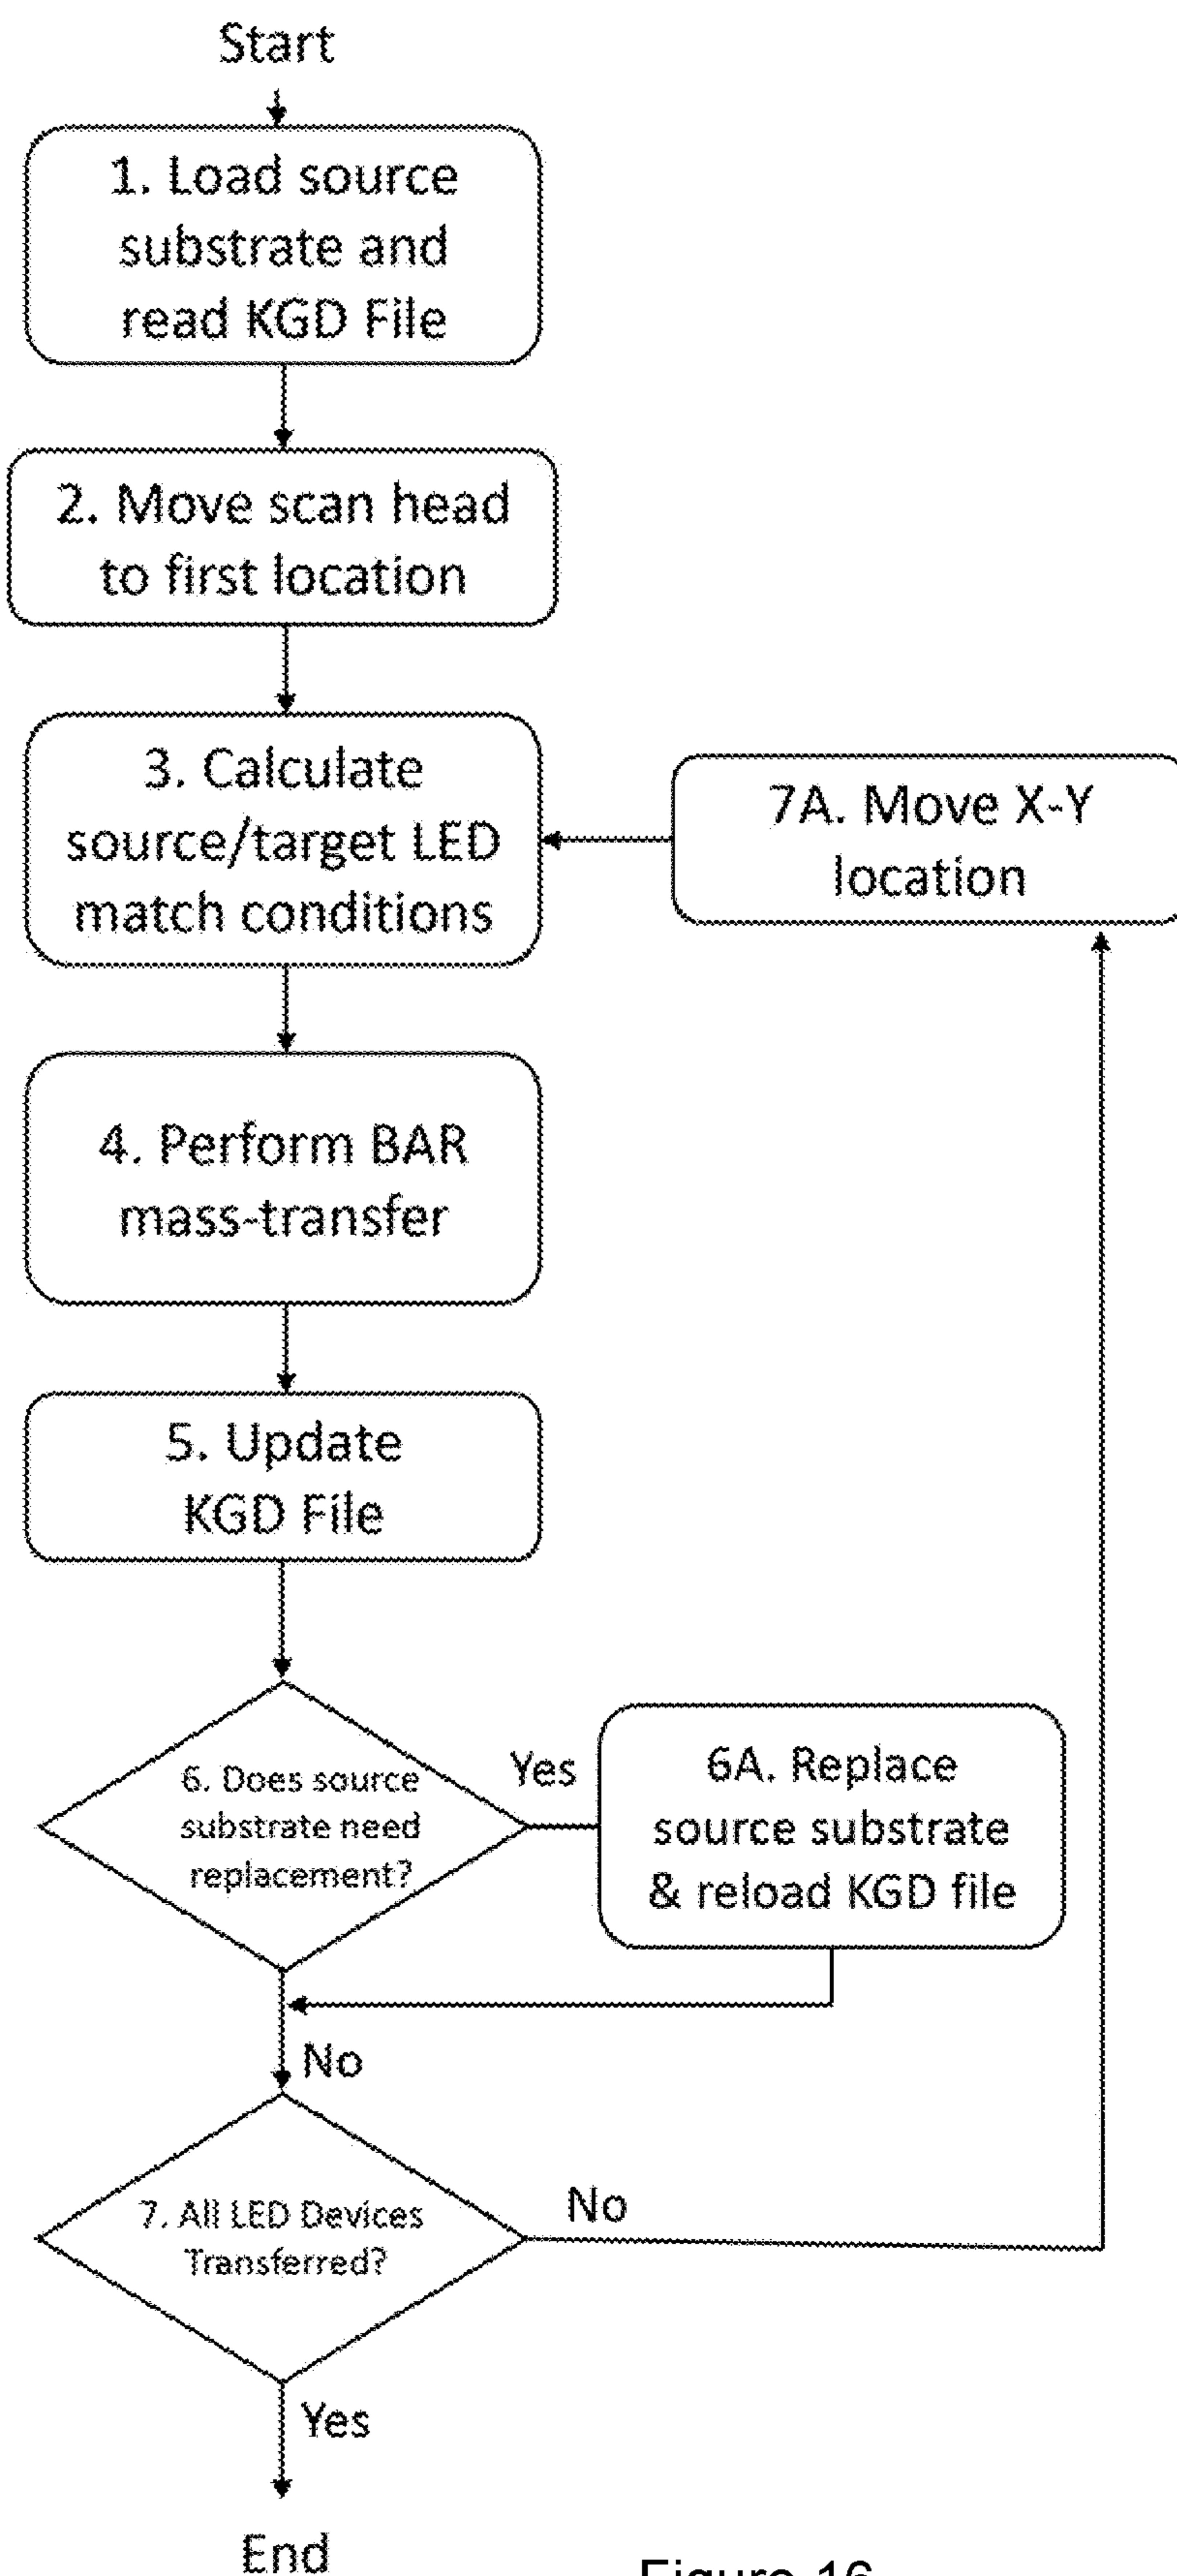 Start
1. Load source
substrate and
read KGD File
2. Move scan head
to first location
3. Calculate
source/target LED
match conditions
7A. Move X-Y
location
4. Perform BAR
mass-transfer
5. Update
KGD File
6. Does source
substrate need
replacement?
Yes
6A. Replace
source substrate
& reload KGD file
No
7. All LED Devices
Transferred?
No
Yes
End
Figure 16